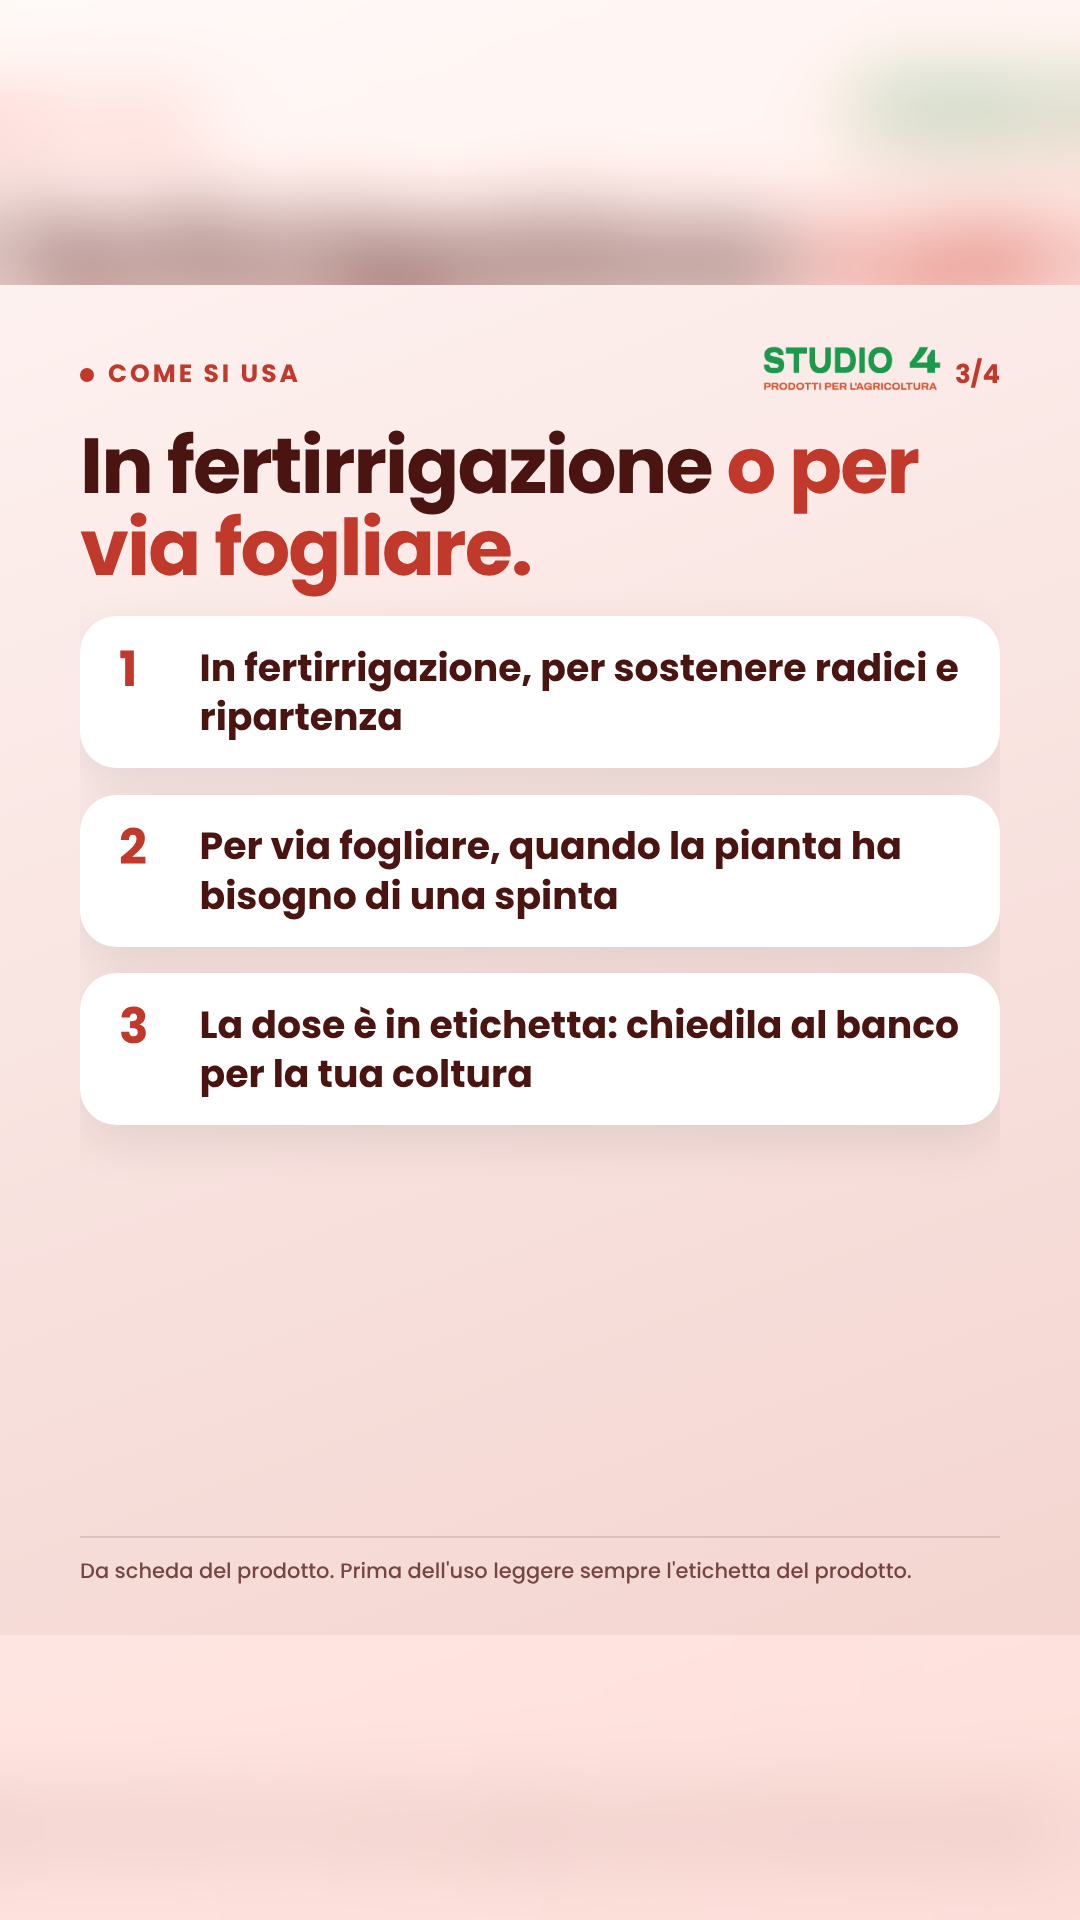 COME SI USA
STUDIO 4
PRODOTTI PER L'AGRICOLTURA
3/4
In fertirrigazione o per
via fogliare.
1
In fertirrigazione, per sostenere radici e
ripartenza
2
Per via fogliare, quando la pianta ha
bisogno di una spinta
3
La dose è in etichetta: chiedila al banco
per la tua coltura
Da scheda del prodotto. Prima dell'uso leggere sempre l'etichetta del prodotto.